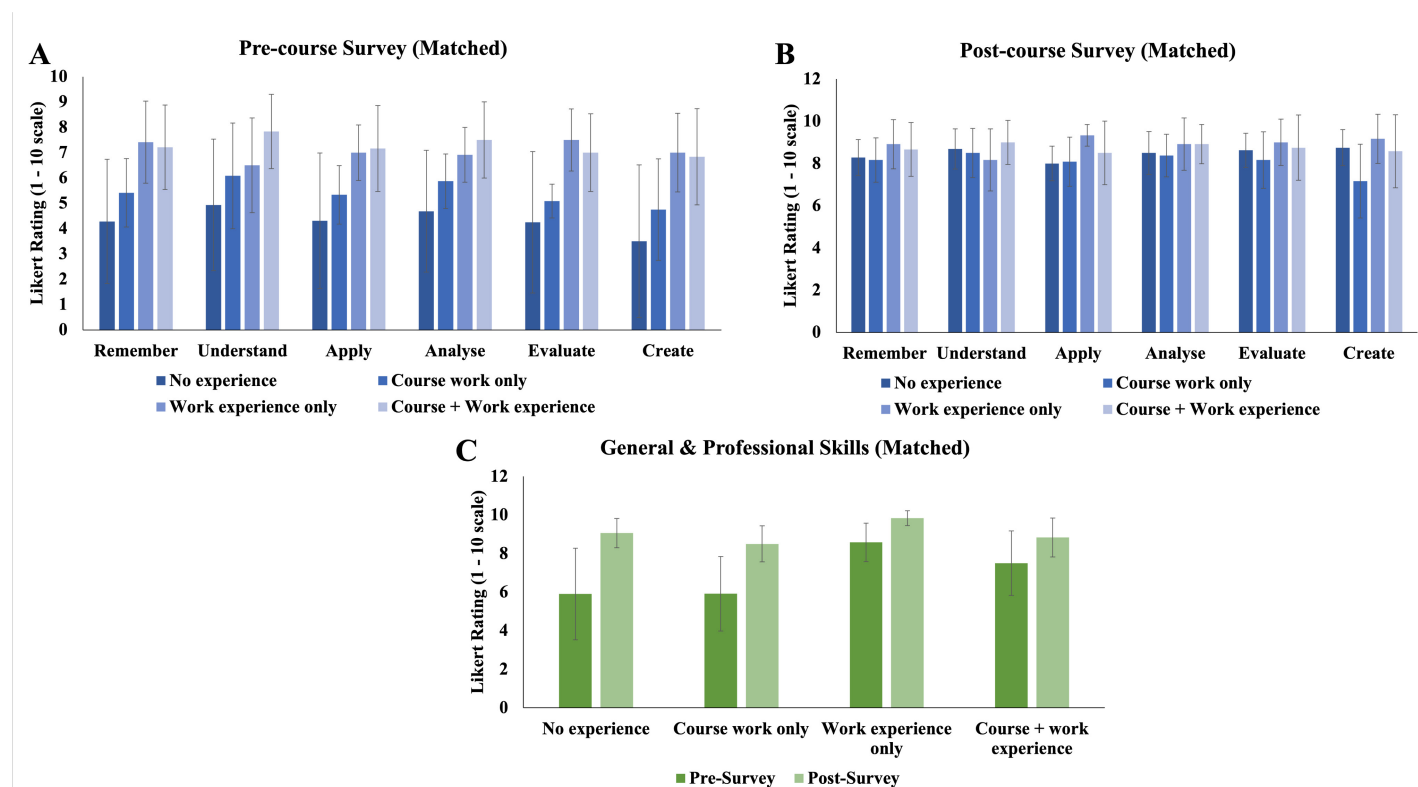 A
Pre-course Survey (Matched)
Likert Rating (1 - 10 scale)
10
9
8
7
6
5
4
3
2
1
0
Remember Understand Apply Analyse Evaluate Create
No experience Course work only
Work experience only Course + Work experience
B
Post-course Survey (Matched)
Likert Rating (1 - 10 scale)
12
10
8
6
4
2
0
Remember Understand Apply Analyse Evaluate Create
No experience Course work only
Work experience only Course + Work experience
C
General & Professional Skills (Matched)
Likert Rating (1 - 10 scale)
12
10
8
6
4
2
0
No experience Course work only Work experience Course + work
only experience
Pre-Survey Post-Survey